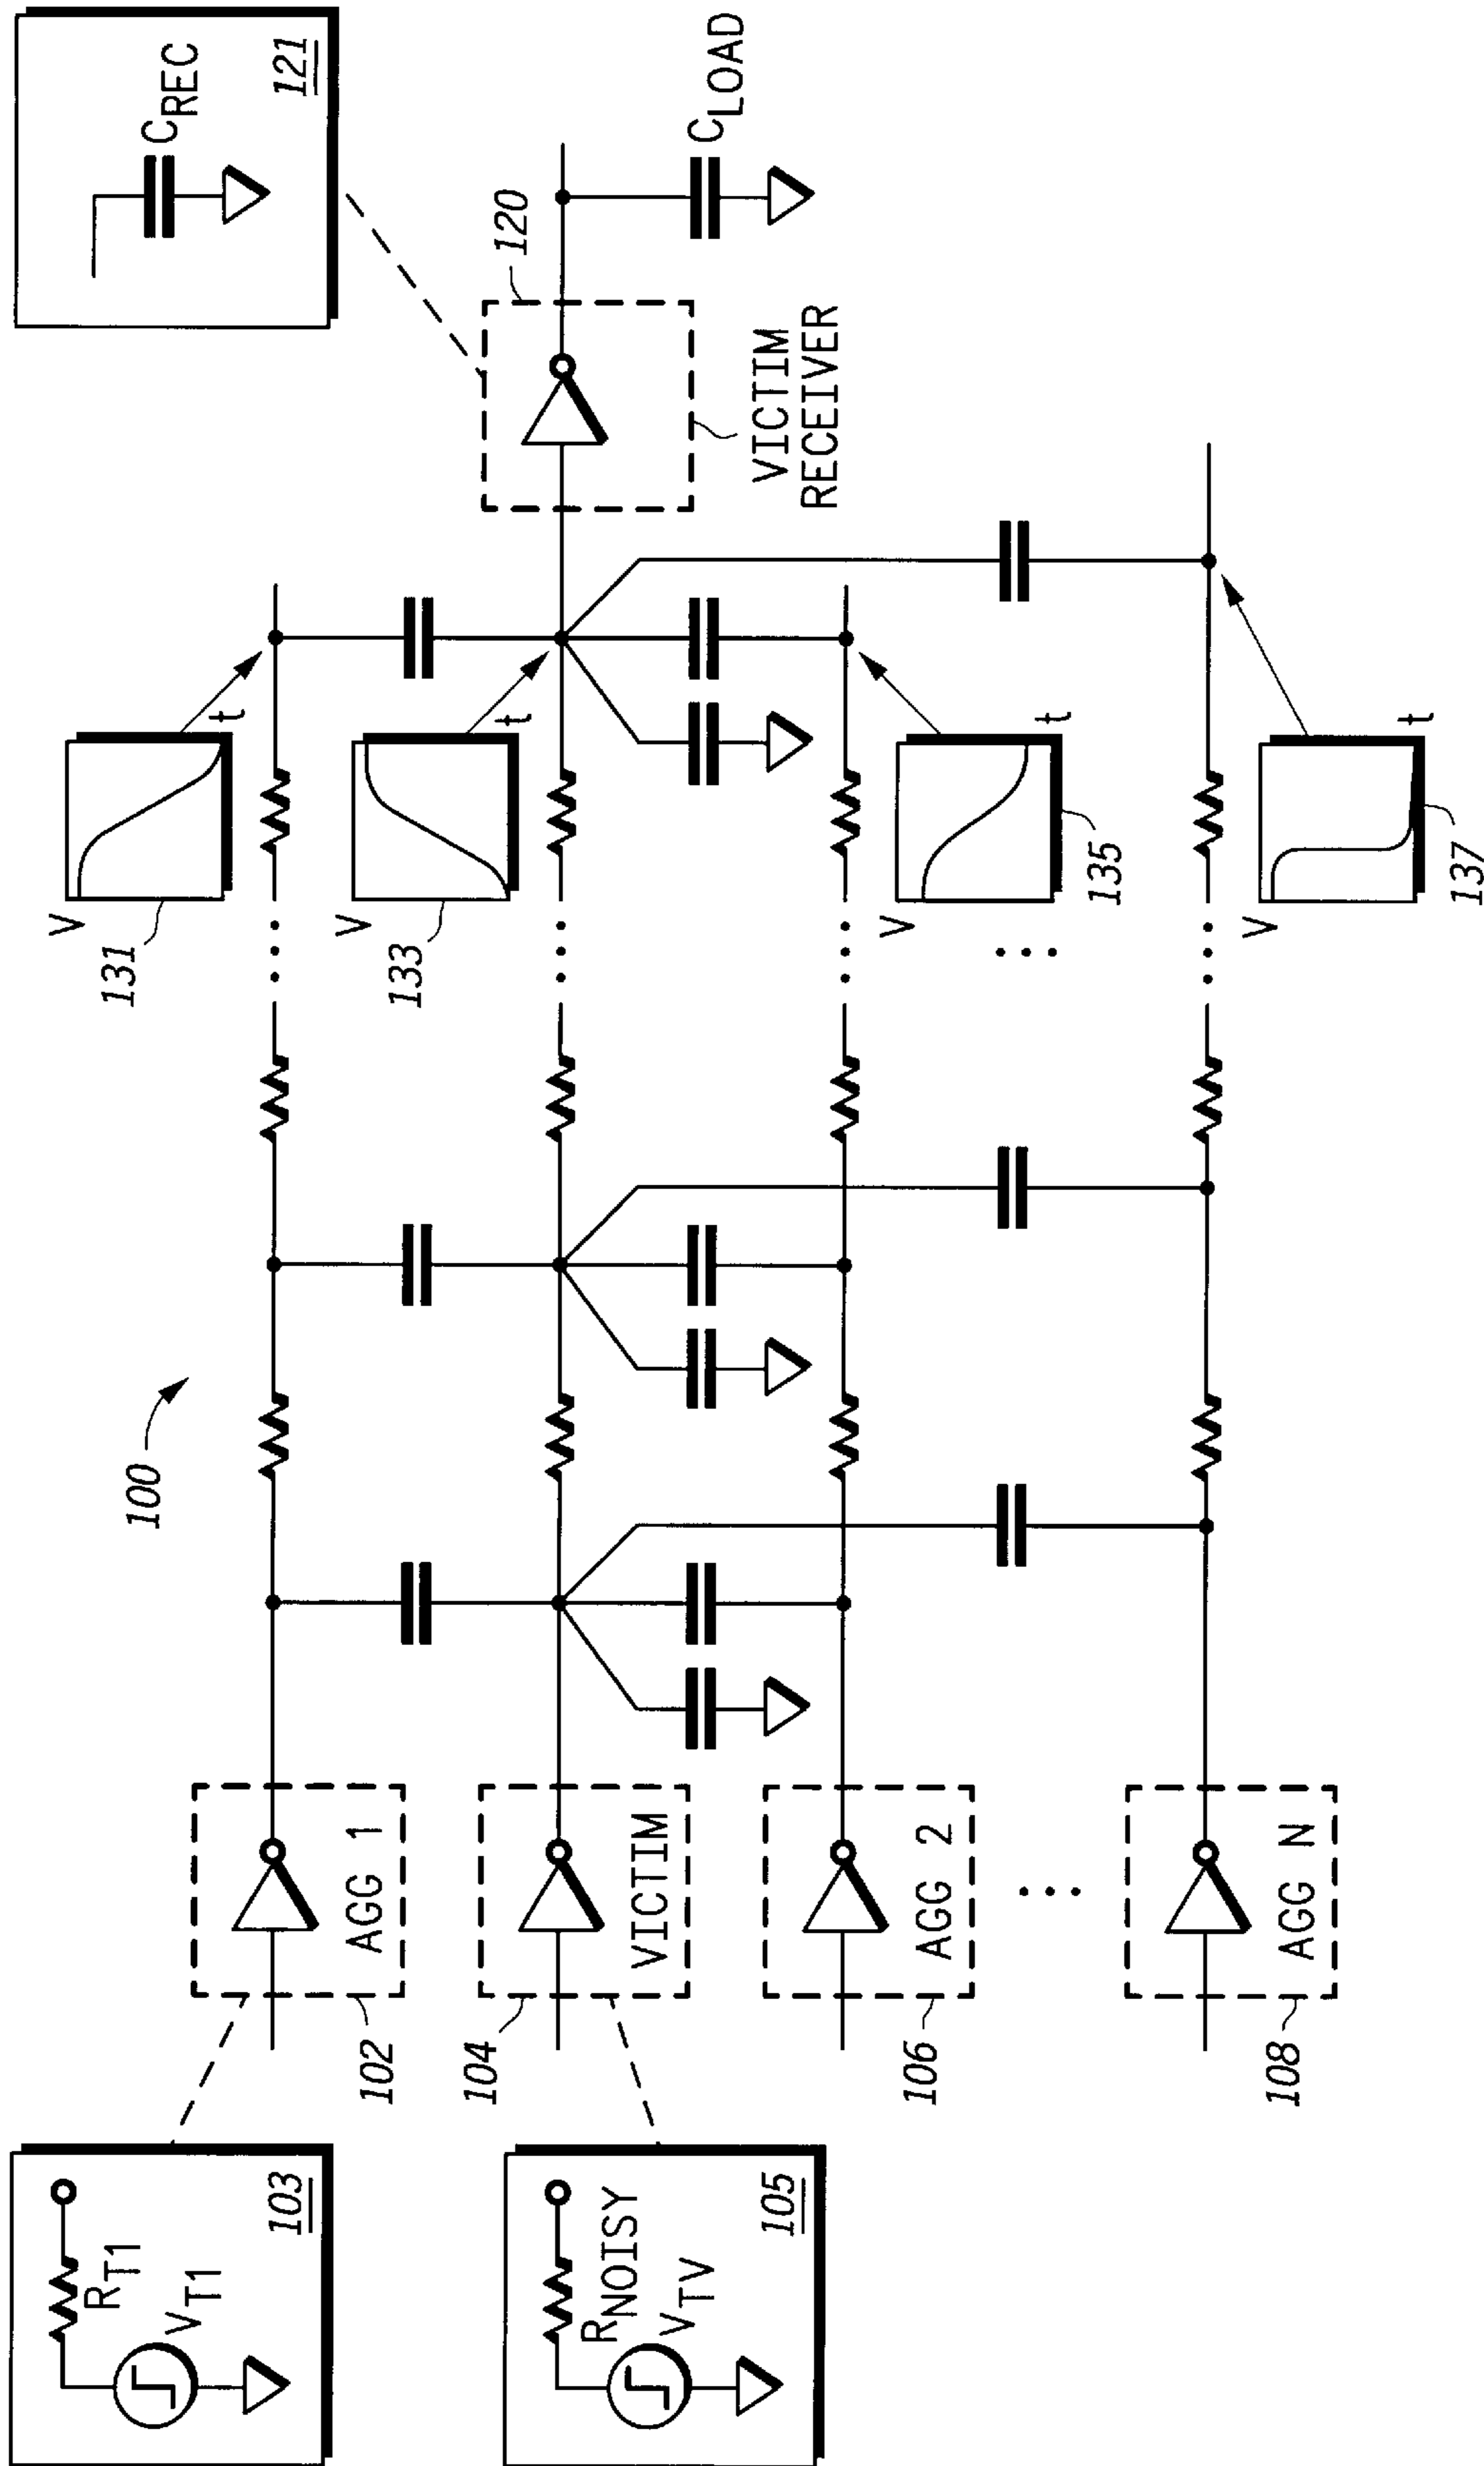 100
103
R_T1
V_T1
102
AGG 1
V
131
t
105
R_NOISY
V_TV
104
VICTIM
V
133
t
120
VICTIM
RECEIVER
121
C_REC
C_LOAD
106
AGG 2
V
135
t
108
AGG N
V
137
t